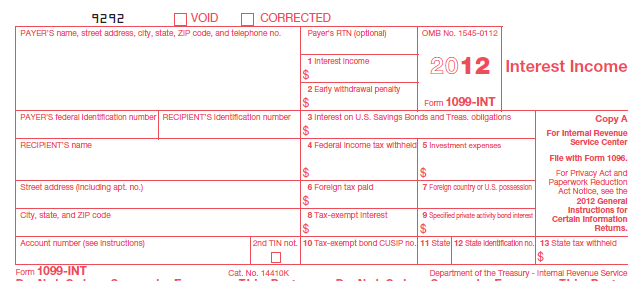 9292 VOID CORRECTED
PAYER'S name, street address, city, state, ZIP code, and telephone no.
Payer's RTN (optional)
OMB No. 1545-0112
1 Interest income
$
2 Early withdrawal penalty
$
2012
Form 1099-INT
Interest Income
PAYER'S federal identification number
RECIPIENT'S identification number
3 Interest on U.S. Savings Bonds and Treas. obligations
$
Copy A
For Internal Revenue
Service Center
File with Form 1096.
For Privacy Act and
Paperwork Reduction
Act Notice, see the
2012 General
Instructions for
Certain Information
Returns.
RECIPIENT'S name
4 Federal income tax withheld
$
5 Investment expenses
$
Street address (including apt. no.)
6 Foreign tax paid
$
7 Foreign country or U.S. possession
City, state, and ZIP code
8 Tax-exempt interest
$
9 Specified private activity bond interest
$
Account number (see instructions)
2nd TIN not.
10 Tax-exempt bond CUSIP no.
11 State
12 State identification no.
13 State tax withheld
$
Form 1099-INT
Cat. No. 14410K
Department of the Treasury - Internal Revenue Service